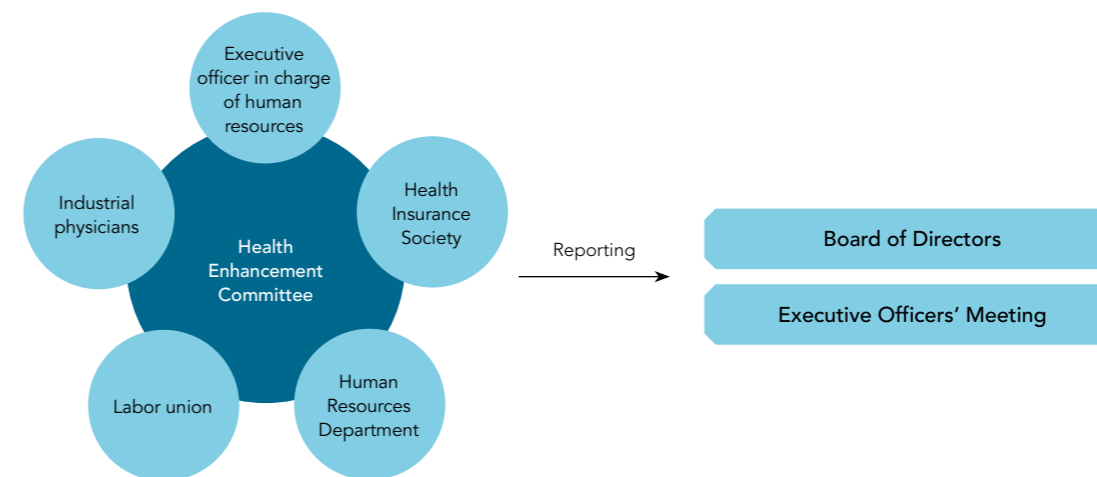 Executive
officer in charge
of human
resources
Industrial
physicians
Health
Insurance
Society
Health
Enhancement
Committee
Labor union
Human
Resources
Department
Reporting
Board of Directors
Executive Officers’ Meeting